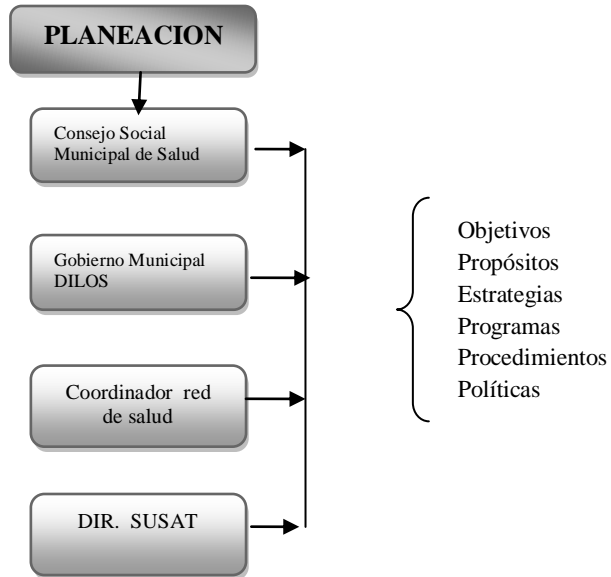 PLANEACION
Consejo Social
Municipal de Salud
Gobierno Municipal
DILOS
Coordinador red
de salud
DIR. SUSAT
Objetivos
Propósitos
Estrategias
Programas
Procedimientos
Políticas